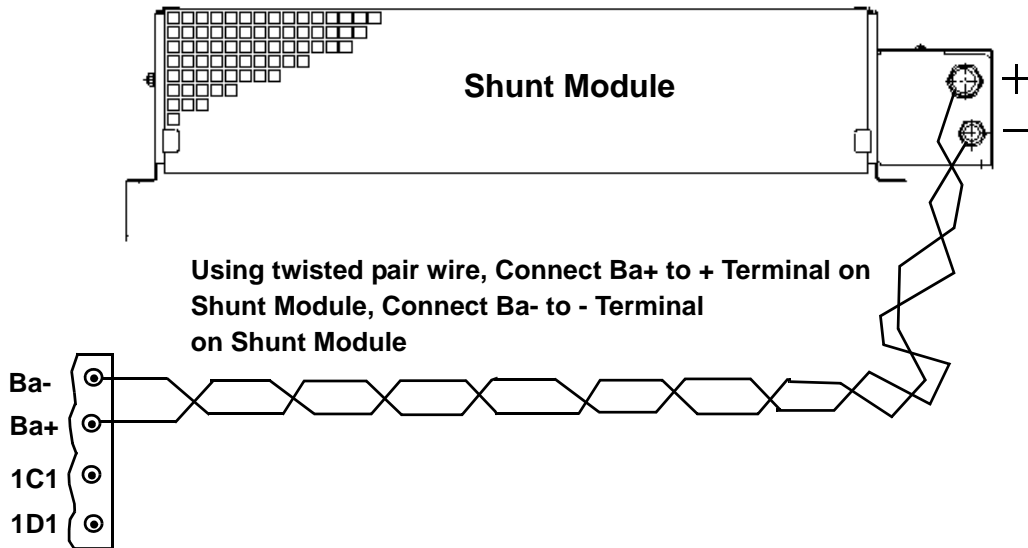 Shunt Module
+
−
Using twisted pair wire, Connect Ba+ to + Terminal on
Shunt Module, Connect Ba- to - Terminal
on Shunt Module
Ba-
Ba+
1C1
1D1